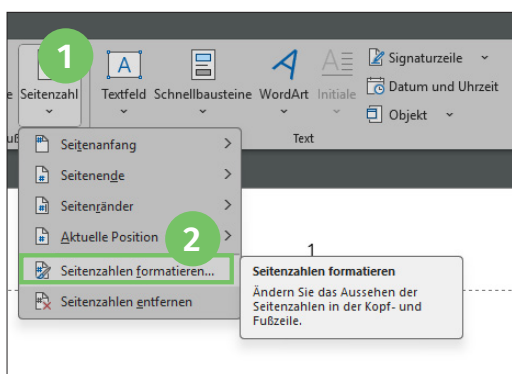 1
e Seitenzahl Textfeld Schnellbausteine WordArt Initiale
Signaturzeile
Datum und Uhrzeit
Objekt
uß
Text
Seitenanfang
Seitenende
Seitenränder
Aktuelle Position
2
Seitenzahlen formatieren...
Seitenzahlen entfernen
1
Seitenzahlen formatieren
Ändern Sie das Aussehen der
Seitenzahlen in der Kopf- und
Fußzeile.